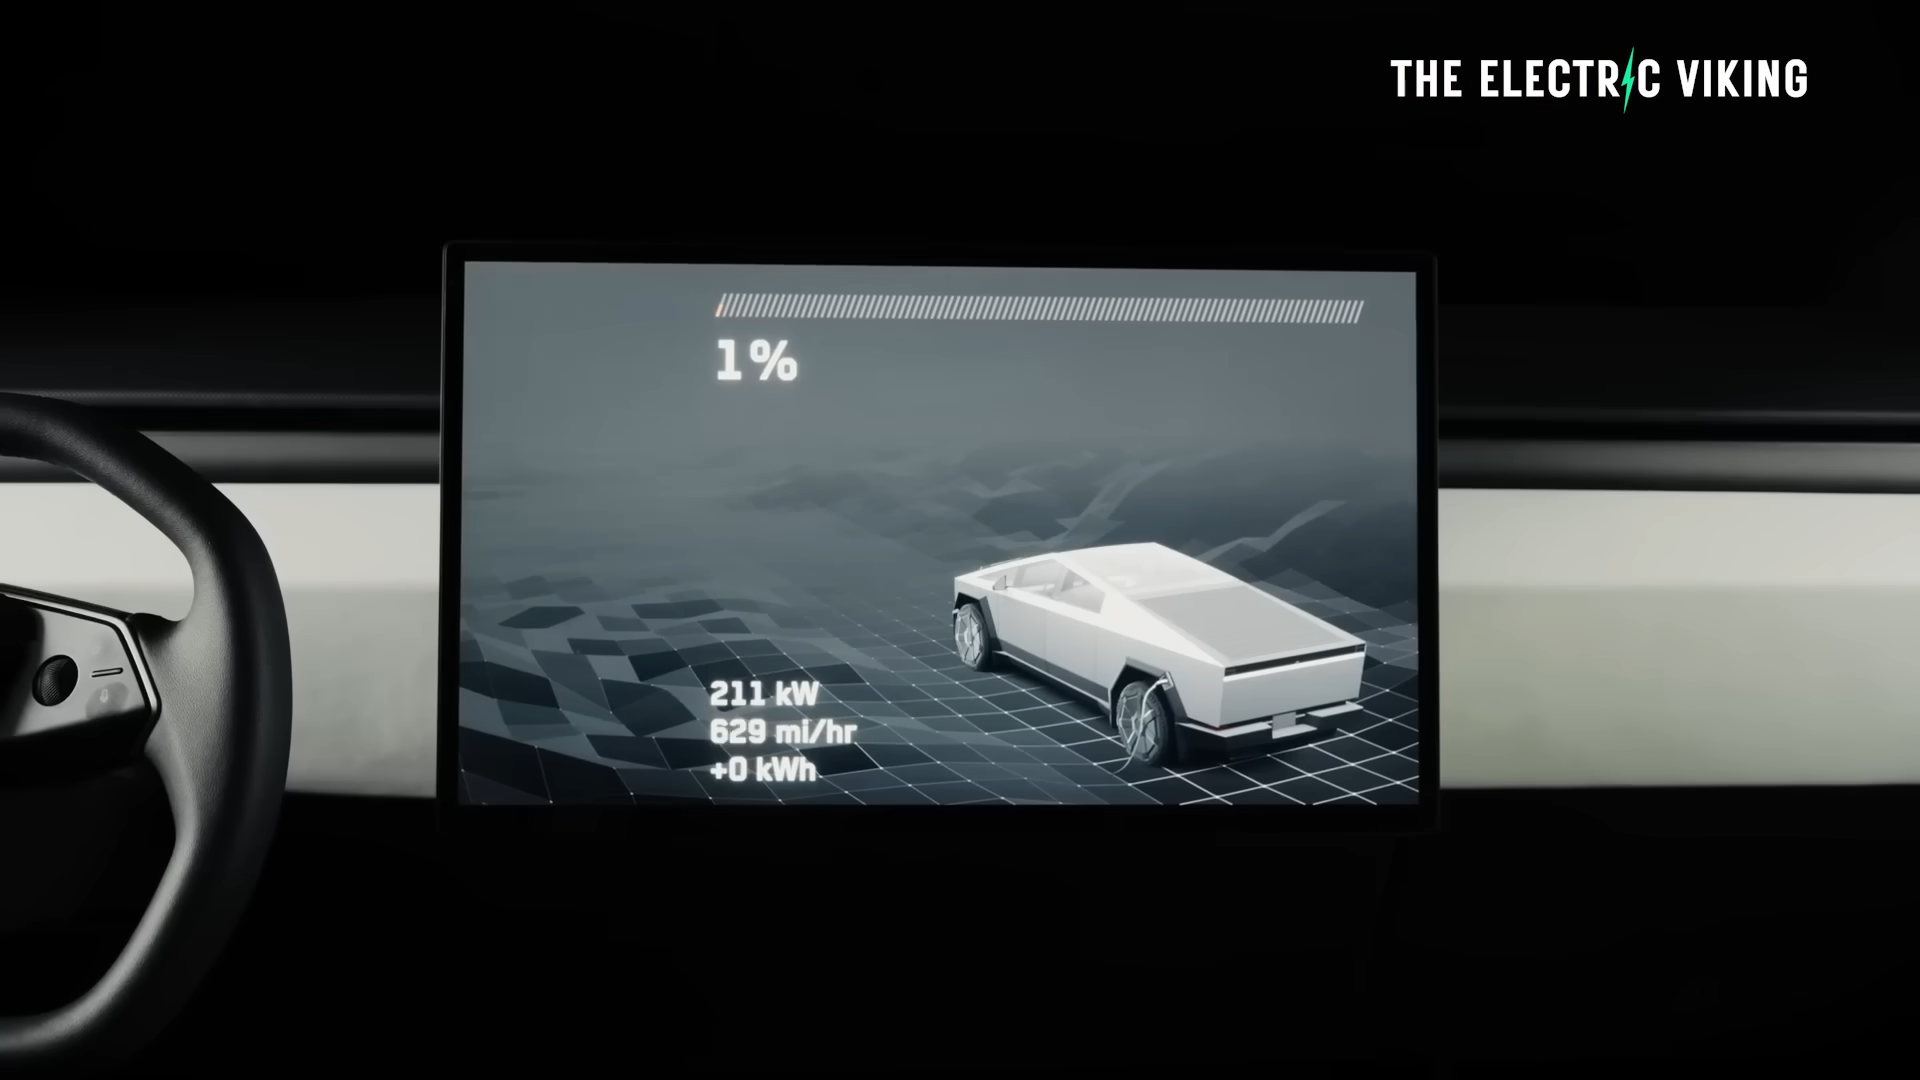 THE ELECTRIC VIKING
1%
211 kW
629 mi/hr
+0 kWh